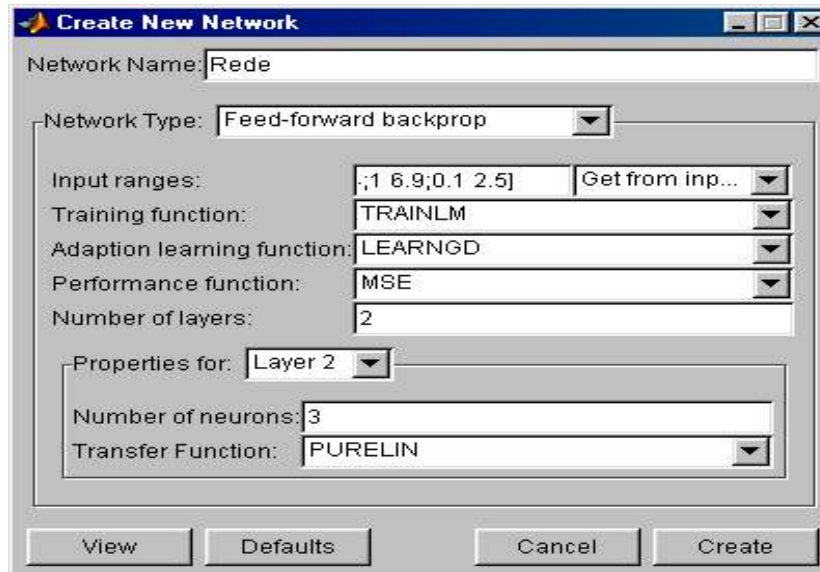 Create New Network
Network Name: Rede
Network Type: Feed-forward backprop
Input ranges: .;1 6.9;0.1 2.5] Get from inp...
Training function: TRAINLM
Adaption learning function: LEARNGD
Performance function: MSE
Number of layers: 2
Properties for: Layer 2
Number of neurons: 3
Transfer Function: PURELIN
View Defaults Cancel Create